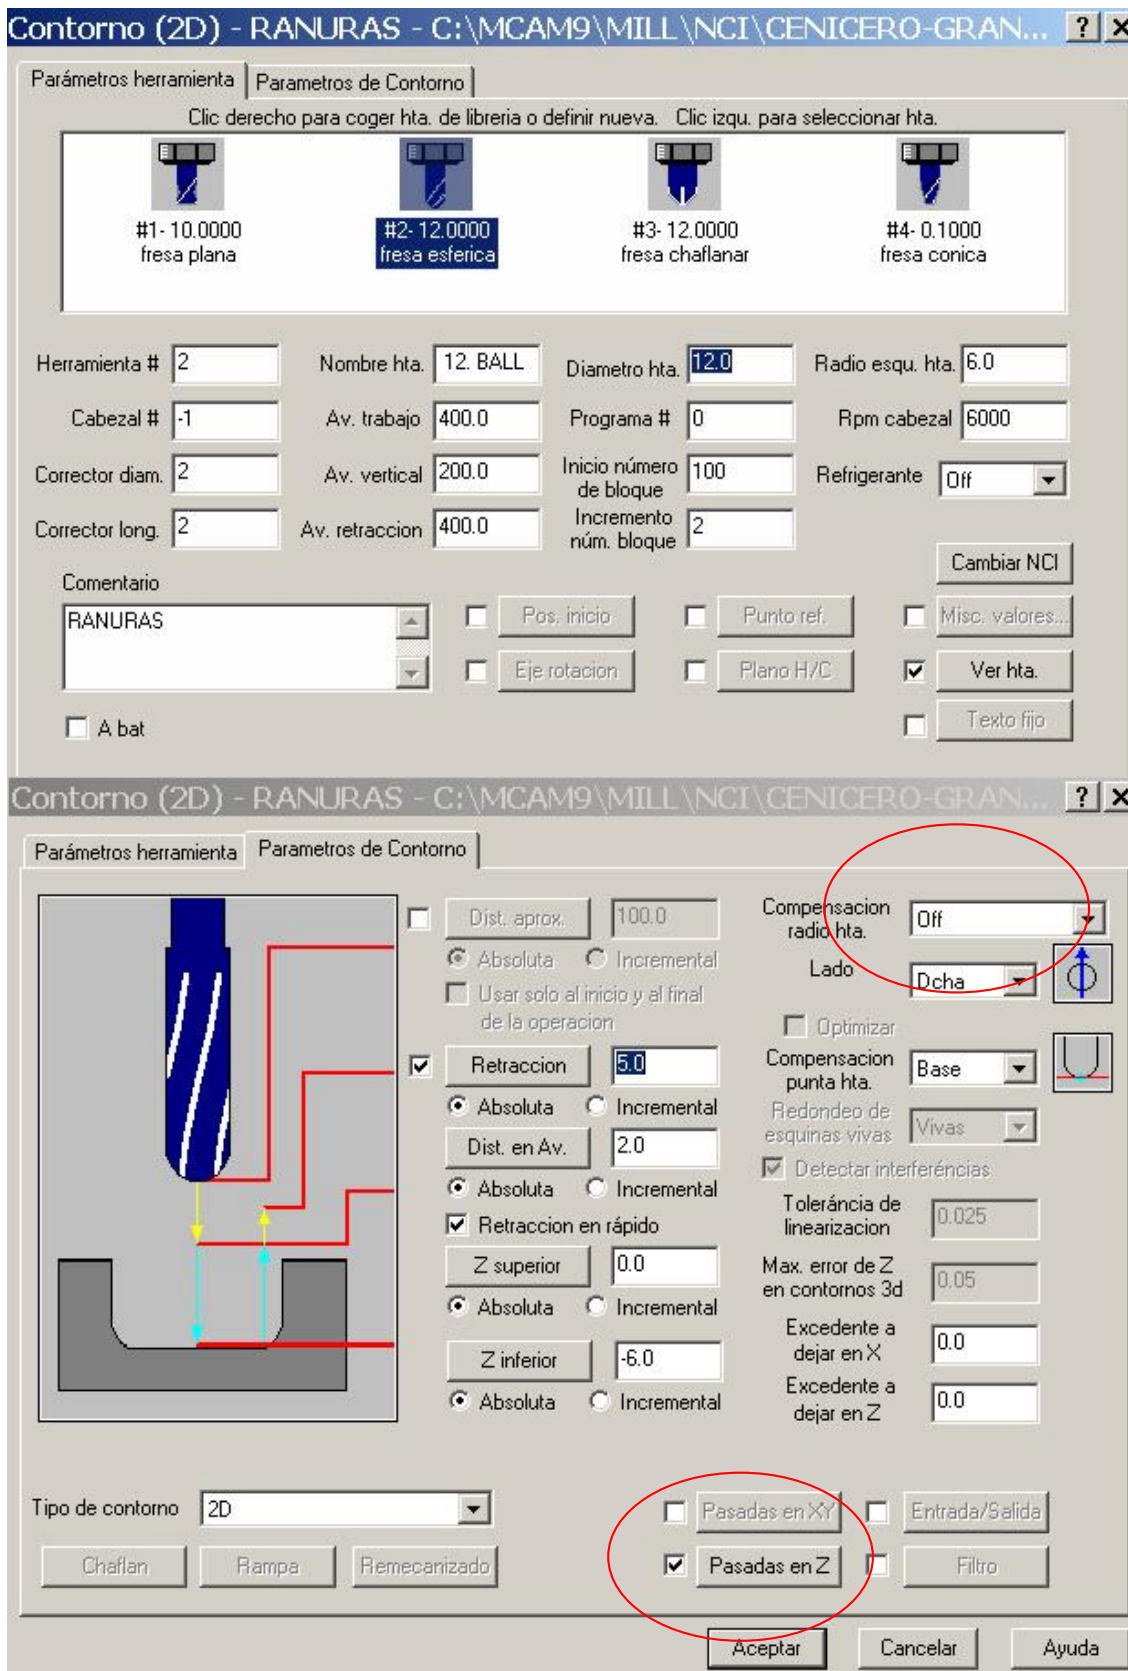 Contorno (2D) - RANURAS - C:\MCAM9\MILL\NCI\CENICERO-GRAN... ? X
Parámetros herramienta Parametros de Contorno
Clic derecho para coger hta. de libreria o definir nueva. Clic izqu. para seleccionar hta.
#1- 10.0000 #2- 12.0000 #3- 12.0000 #4- 0.1000
fresa plana fresa esferica fresa chaflanar fresa conica
Herramienta # 2 Nombre hta. 12. BALL Diametro hta. 12.0 Radio esqu. hta. 6.0
Cabezal # -1 Av. trabajo 400.0 Programa # 0 Rpm cabezal 6000
Corrector diam. 2 Av. vertical 200.0 Inicio número de bloque 100 Refrigerante Off
Corrector long. 2 Av. retraccion 400.0 Incremento núm. bloque 2
Cambiar NCI
Comentario
RANURAS Pos. inicio Punto ref. Misc. valores...
Eje rotacion Plano H/C Ver hta.
A bat Texto fijo
Contorno (2D) - RANURAS - C:\MCAM9\MILL\NCI\CENICERO-GRAN... ? X
Parámetros herramienta Parametros de Contorno
Dist. aprox. 100.0 Compensacion radio hta. Off
Absoluta Incremental Lado Dcha
Usar solo al inicio y al final
de la operacion Optimizar
Retraccion 5.0 Compensacion punta hta. Base
Absoluta Incremental Redondeo de esquinas vivas Vivas
Dist. en Av. 2.0 Detectar interferéncias
Absoluta Incremental Toleráncia de linearizacion 0.025
Retraccion en rápido
Z superior 0.0 Max. error de Z en contornos 3d 0.05
Absoluta Incremental Excedente a dejar en X 0.0
Z inferior -6.0
Absoluta Incremental Excedente a dejar en Z 0.0
Tipo de contorno 2D Pasadas en XY Entrada/Salida
Chaflan Rampa Remecanizado Pasadas en Z Filtro
Aceptar Cancelar Ayuda